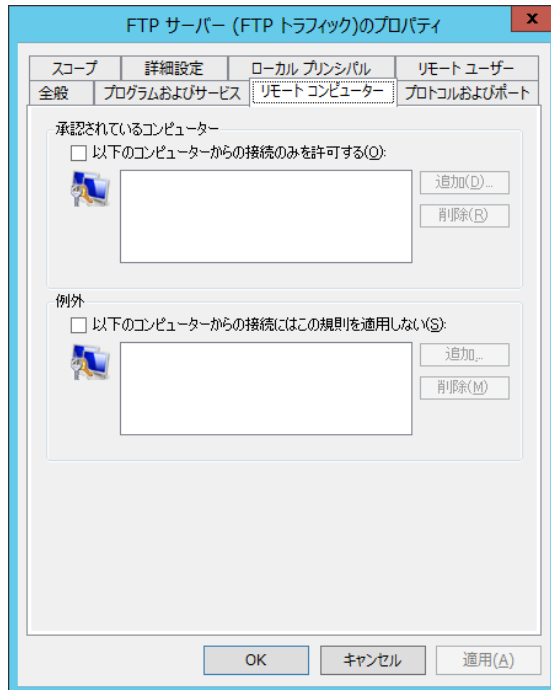 FTP サーバー (FTP トラフィック)のプロパティ
x
スコープ 詳細設定 ローカル プリンシパル リモート ユーザー
全般 プログラムおよびサービス リモート コンピューター プロトコルおよびポート
承認されているコンピューター
以下のコンピューターからの接続のみを許可する(O):
追加(D)...
削除(R)
例外
以下のコンピューターからの接続にはこの規則を適用しない(S):
追加...
削除(M)
OK キャンセル 適用(A)